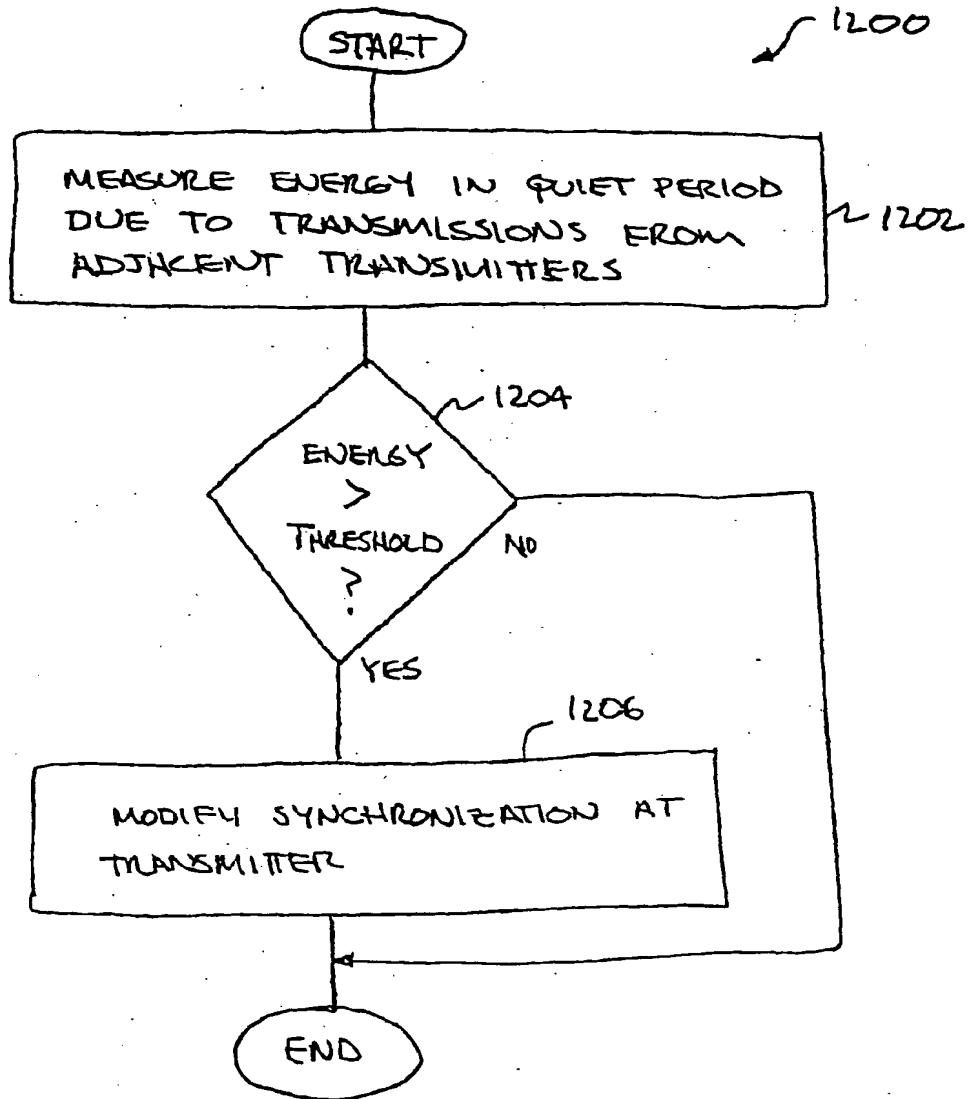 START
1200
MEASURE ENERGY IN QUIET PERIOD
DUE TO TRANSMISSIONS FROM
ADJACENT TRANSMITTERS
1202
1204
ENERGY
>
THRESHOLD
?
NO
YES
1206
MODIFY SYNCHRONIZATION AT
TRANSMITTER
END